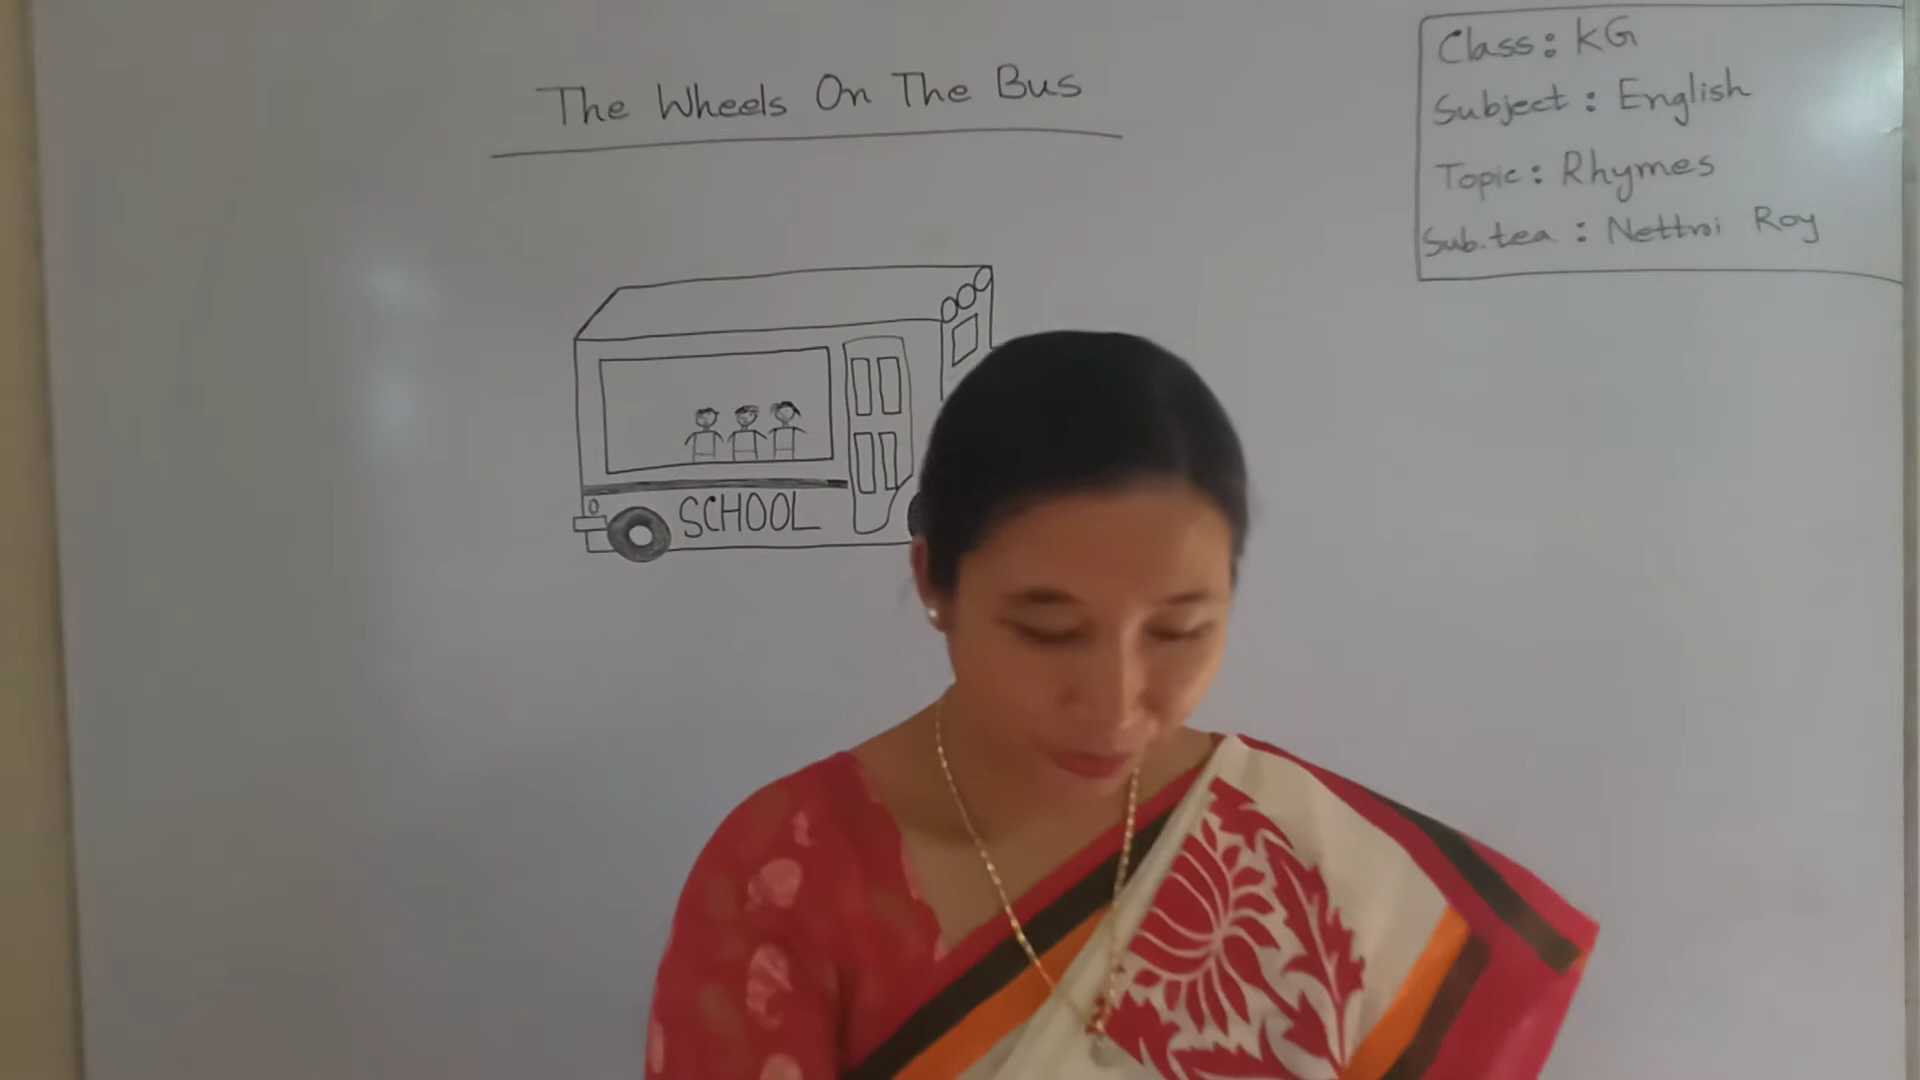 The Wheels On The Bus
SCHOOL
Class: KG
Subject: English
Topic: Rhymes
Sub.tea: Nettroi Roy